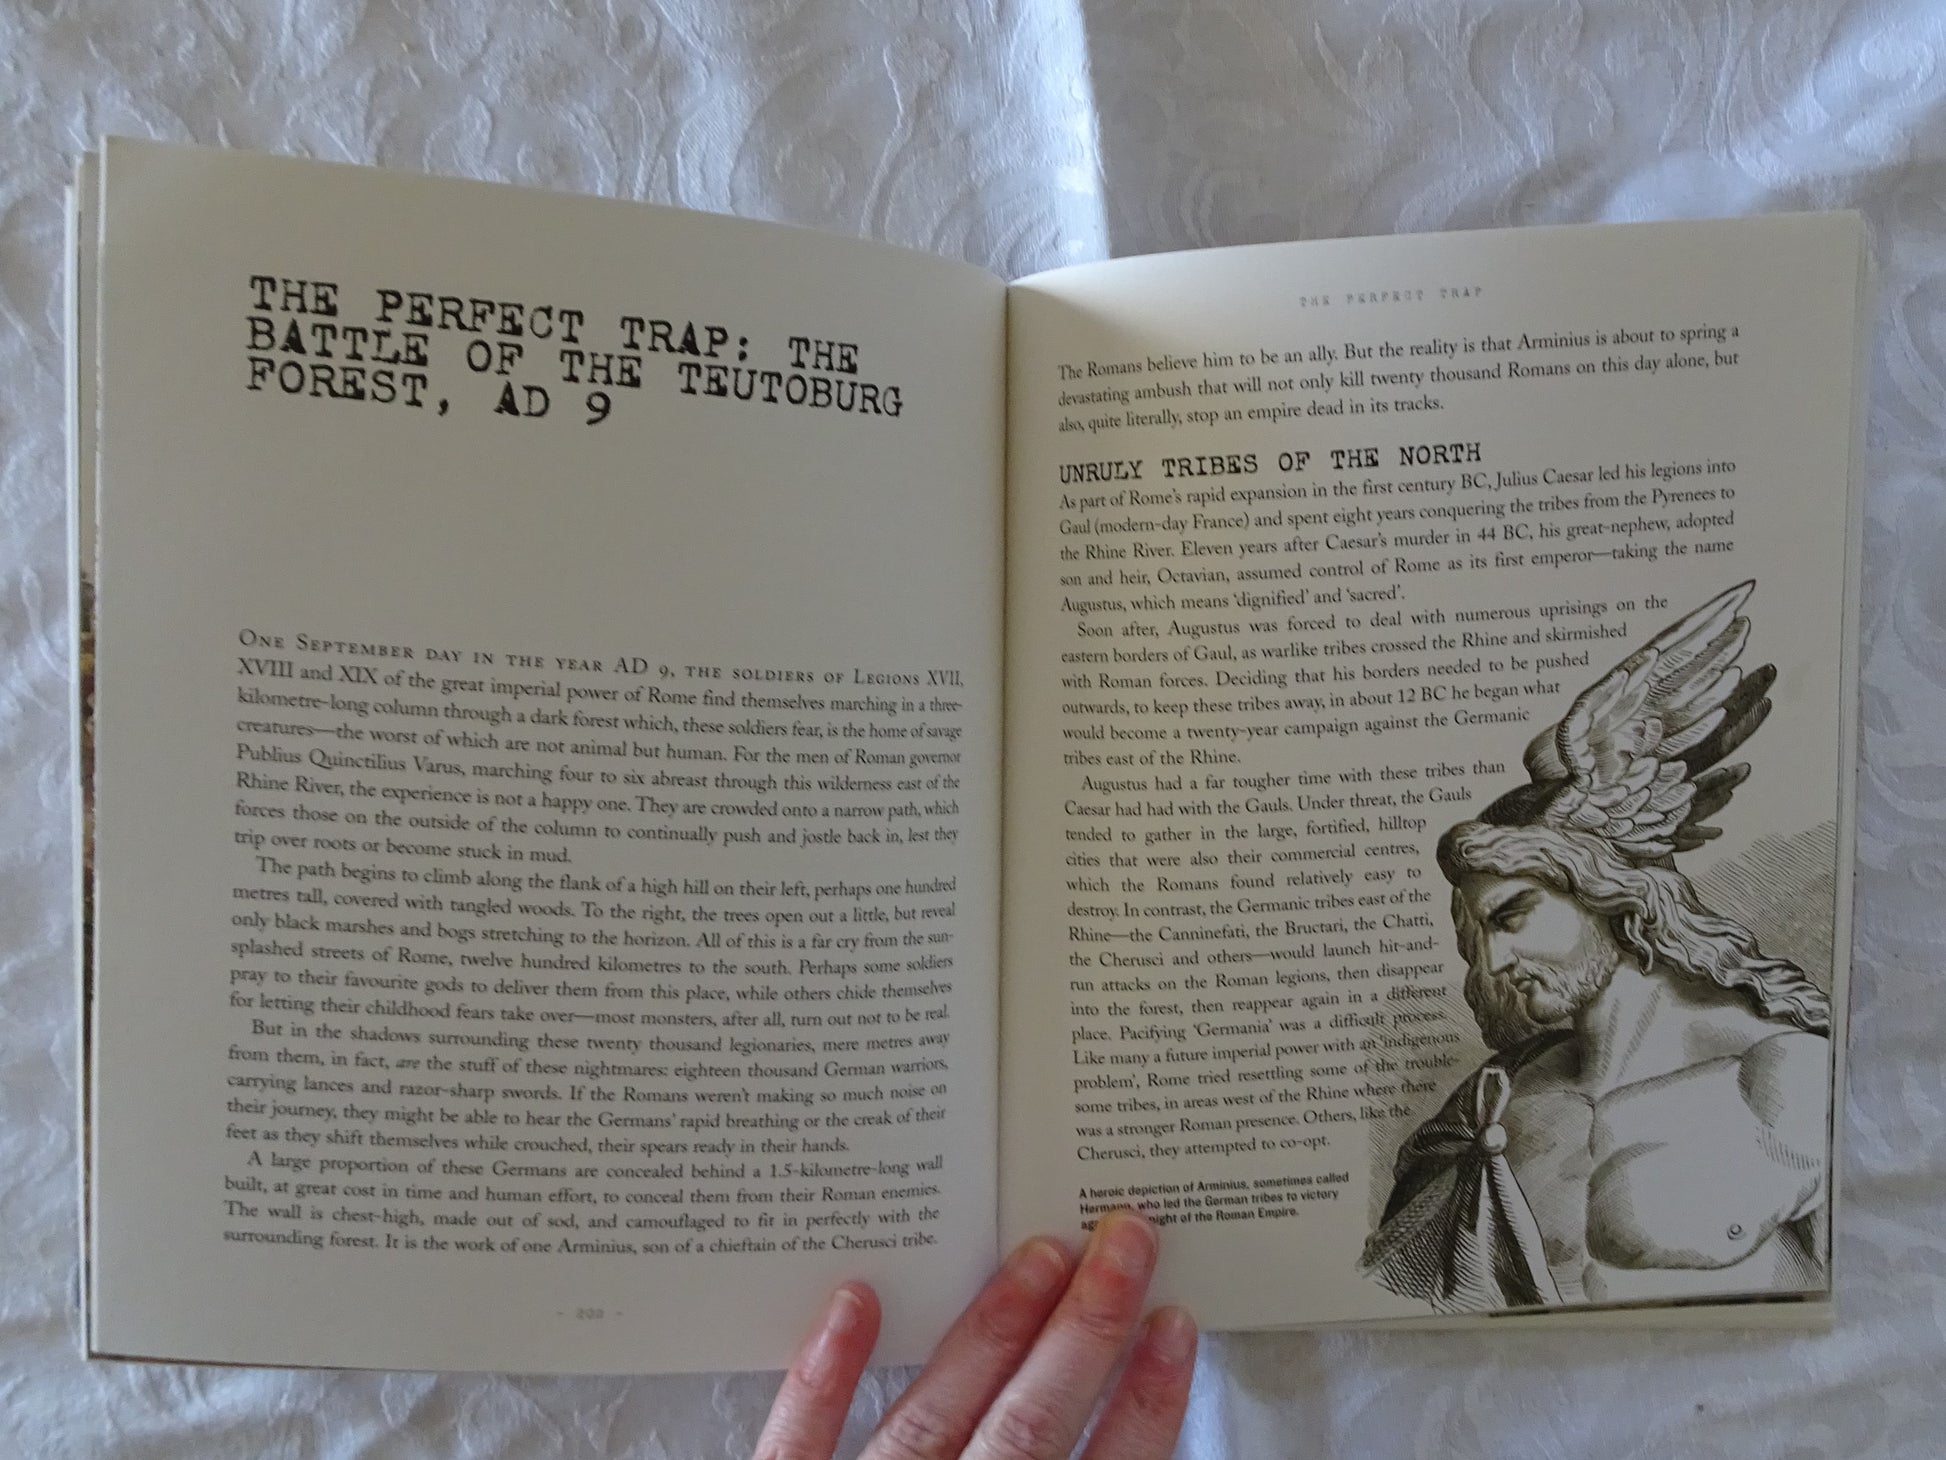 THE PERFECT TRAP: THE
BATTLE OF THE TEUTOBURG
FOREST, AD 9
ONE SEPTEMBER DAY IN THE YEAR AD 9, THE SOLDIERS OF LEGIONS XVII,
XVIII and XIX of the great imperial power of Rome find themselves marching in a three-
kilometre-long column through a dark forest which, these soldiers fear, is the home of savage
creatures—the worst of which are not animal but human. For the men of Roman governor
Publius Quinctilius Varus, marching four to six abreast through this wilderness east of the
Rhine River, the experience is not a happy one. They are crowded onto a narrow path, which
forces those on the outside of the column to continually push and jostle back in, lest they
trip over roots or become stuck in mud.
The path begins to climb along the flank of a high hill on their left, perhaps one hundred
metres tall, covered with tangled woods. To the right, the trees open out a little, but reveal
only black marshes and bogs stretching to the horizon. All of this is a far cry from the sun-
splashed streets of Rome, twelve hundred kilometres to the south. Perhaps some soldiers
pray to their favourite gods to deliver them from this place, while others chide themselves
for letting their childhood fears take over—most monsters, after all, turn out not to be real.
But in the shadows surrounding these twenty thousand legionaries, mere metres away
from them, in fact, are the stuff of these nightmares: eighteen thousand German warriors,
carrying lances and razor-sharp swords. If the Romans weren't making so much noise on
their journey, they might be able to hear the Germans' rapid breathing or the creak of their
feet as they shift themselves while crouched, their spears ready in their hands.
A large proportion of these Germans are concealed behind a 1.5-kilometre-long wall
built, at great cost in time and human effort, to conceal them from their Roman enemies.
The wall is chest-high, made out of sod, and camouflaged to fit in perfectly with the
surrounding forest. It is the work of one Arminius, son of a chieftain of the Cherusci tribe.
THE PERFECT TRAP
The Romans believe him to be an ally. But the reality is that Arminius is about to spring a
devastating ambush that will not only kill twenty thousand Romans on this day alone, but
also, quite literally, stop an empire dead in its tracks.
UNRULY TRIBES OF THE NORTH
As part of Rome's rapid expansion in the first century BC, Julius Caesar led his legions into
Gaul (modern-day France) and spent eight years conquering the tribes from the Pyrenees to
the Rhine River. Eleven years after Caesar's murder in 44 BC, his great-nephew, adopted
son and heir, Octavian, assumed control of Rome as its first emperor—taking the name
Augustus, which means 'dignified' and 'sacred'.
Soon after, Augustus was forced to deal with numerous uprisings on the
eastern borders of Gaul, as warlike tribes crossed the Rhine and skirmished
with Roman forces. Deciding that his borders needed to be pushed
outwards, to keep these tribes away, in about 12 BC he began what
would become a twenty-year campaign against the Germanic
tribes east of the Rhine.
Augustus had a far tougher time with these tribes than
Caesar had had with the Gauls. Under threat, the Gauls
tended to gather in the large, fortified, hilltop
cities that were also their commercial centres,
which the Romans found relatively easy to
destroy. In contrast, the Germanic tribes east of the
Rhine—the Canninefati, the Bructari, the Chatti,
the Cherusci and others—would launch hit-and-
run attacks on the Roman legions, then disappear
into the forest, then reappear again in a different
place. Pacifying 'Germania' was a difficult process.
Like many a future imperial power with an 'indigenous
problem', Rome tried resettling some of the trouble-
some tribes, in areas west of the Rhine where there
was a stronger Roman presence. Others, like the
Cherusci, they attempted to co-opt.
A heroic depiction of Arminius, sometimes called
Hermann, who led the German tribes to victory
night of the Roman Empire.